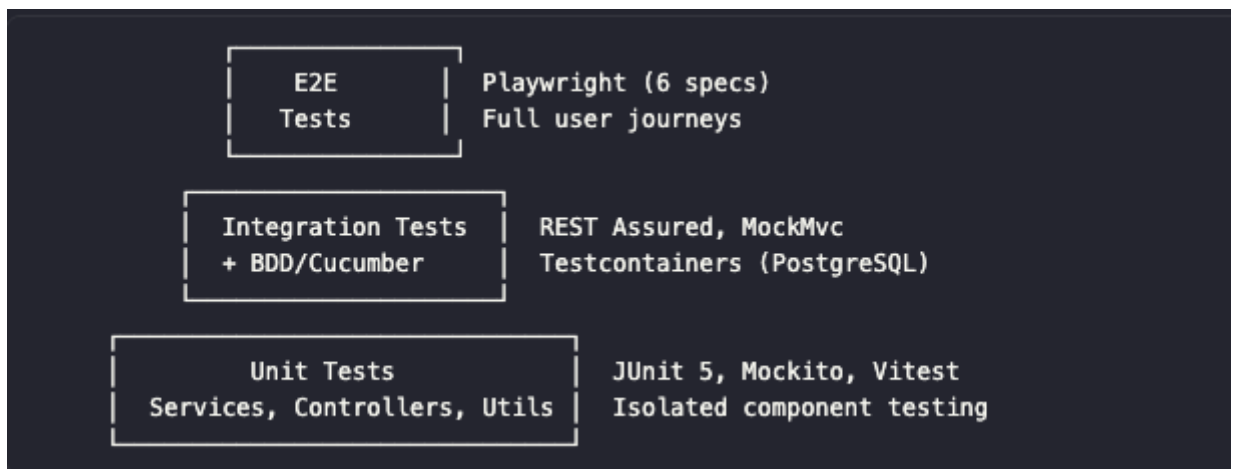 E2E Playwright (6 specs)
Tests Full user journeys
Integration Tests REST Assured, MockMvc
+ BDD/Cucumber Testcontainers (PostgreSQL)
Unit Tests JUnit 5, Mockito, Vitest
Services, Controllers, Utils Isolated component testing